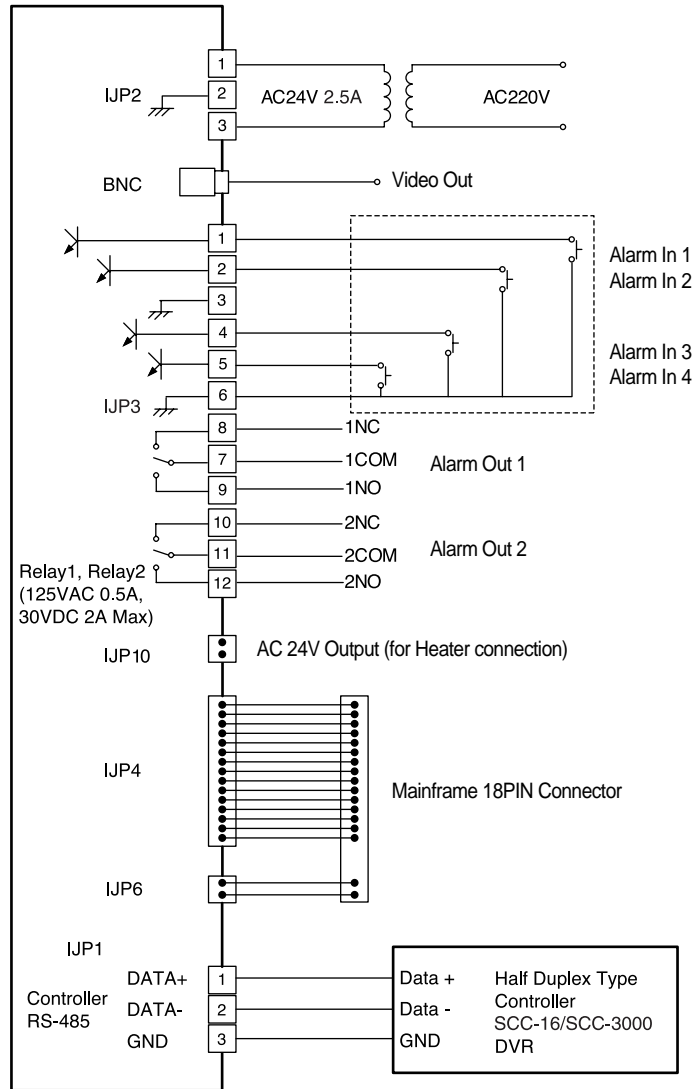 1
IJP2
2
AC24V 2.5A
AC220V
3
BNC
Video Out
1
Alarm In 1
2
Alarm In 2
3
4
Alarm In 3
5
Alarm In 4
IJP3
6
8
1NC
7
1COM
Alarm Out 1
9
1NO
10
2NC
11
2COM
Alarm Out 2
12
2NO
Relay1, Relay2
(125VAC 0.5A,
30VDC 2A Max)
IJP10
AC 24V Output (for Heater connection)
IJP4
Mainframe 18PIN Connector
IJP6
IJP1
Controller
RS-485
DATA+
1
Data +
DATA-
2
Data -
GND
3
GND
Half Duplex Type
Controller
SCC-16/SCC-3000
DVR